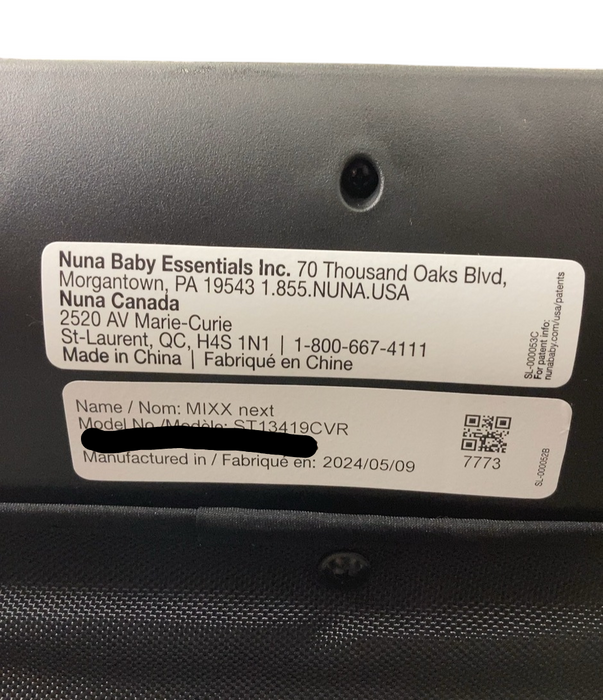 Nuna Baby Essentials Inc. 70 Thousand Oaks Blvd,
Morgantown, PA 19543 1.855.NUNA.USA
Nuna Canada
2520 AV Marie-Curie
St-Laurent, QC, H4S 1N1 | 1-800-667-4111
Made in China | Fabriqué en Chine
SL-000053C
For patent info:
nunababy.com/usa/patents
Name / Nom: MIXX next
Model No./Modèle: ST13419CVR
Manufactured in / Fabriqué en: 2024/05/09
7773
SL-000052B